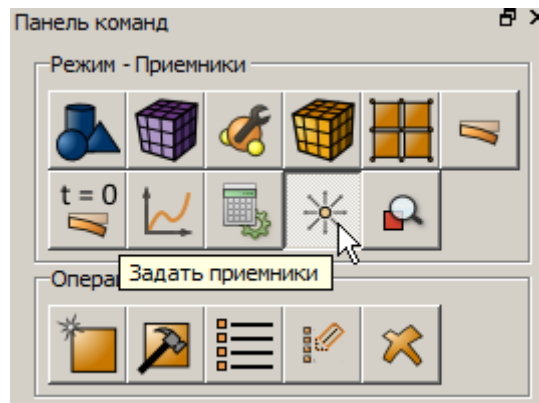 Панель команд
Режим - Приемники
t = 0
Задать приемники
Опера